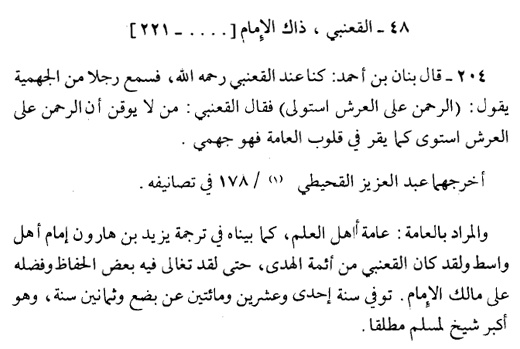 ٤٨ ـ القعنبي ، ذاك الإمام [ . . . . ـ ٢٢١ ]
٢٠٤ ـ قال بنان بن أحمد: كنا عند القعنبي رحمه الله، فسمع رجلا من الجهمية
يقول: (الرحمن على العرش استولى) فقال القعنبي: من لا يوقن أن الرحمن على
العرش استوى كما يقر في قلوب العامة فهو جهمي .
أخرجهما عبد العزيز القحيطي (١) / ١٧٨ في تصانيفه .
والمراد بالعامة: عامة أهل العلم، كما بيناه في ترجمة يزيد بن هارون إمام أهل
واسط ولقد كان القعنبي من أئمة الهدى، حتى لقد تغالى فيه بعض الحفاظ وفضله
على مالك الإمام. توفي سنة إحدى وعشرين ومائتين عن بضع وثمانين سنة، وهو
أكبر شيخ لمسلم مطلقا .